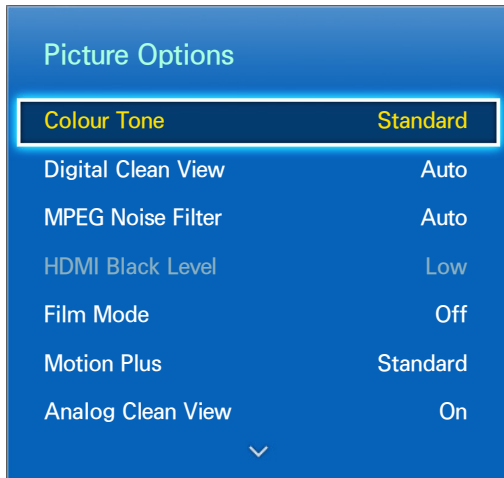 Picture Options
Colour Tone Standard
Digital Clean View Auto
MPEG Noise Filter Auto
HDMI Black Level Low
Film Mode Off
Motion Plus Standard
Analog Clean View On